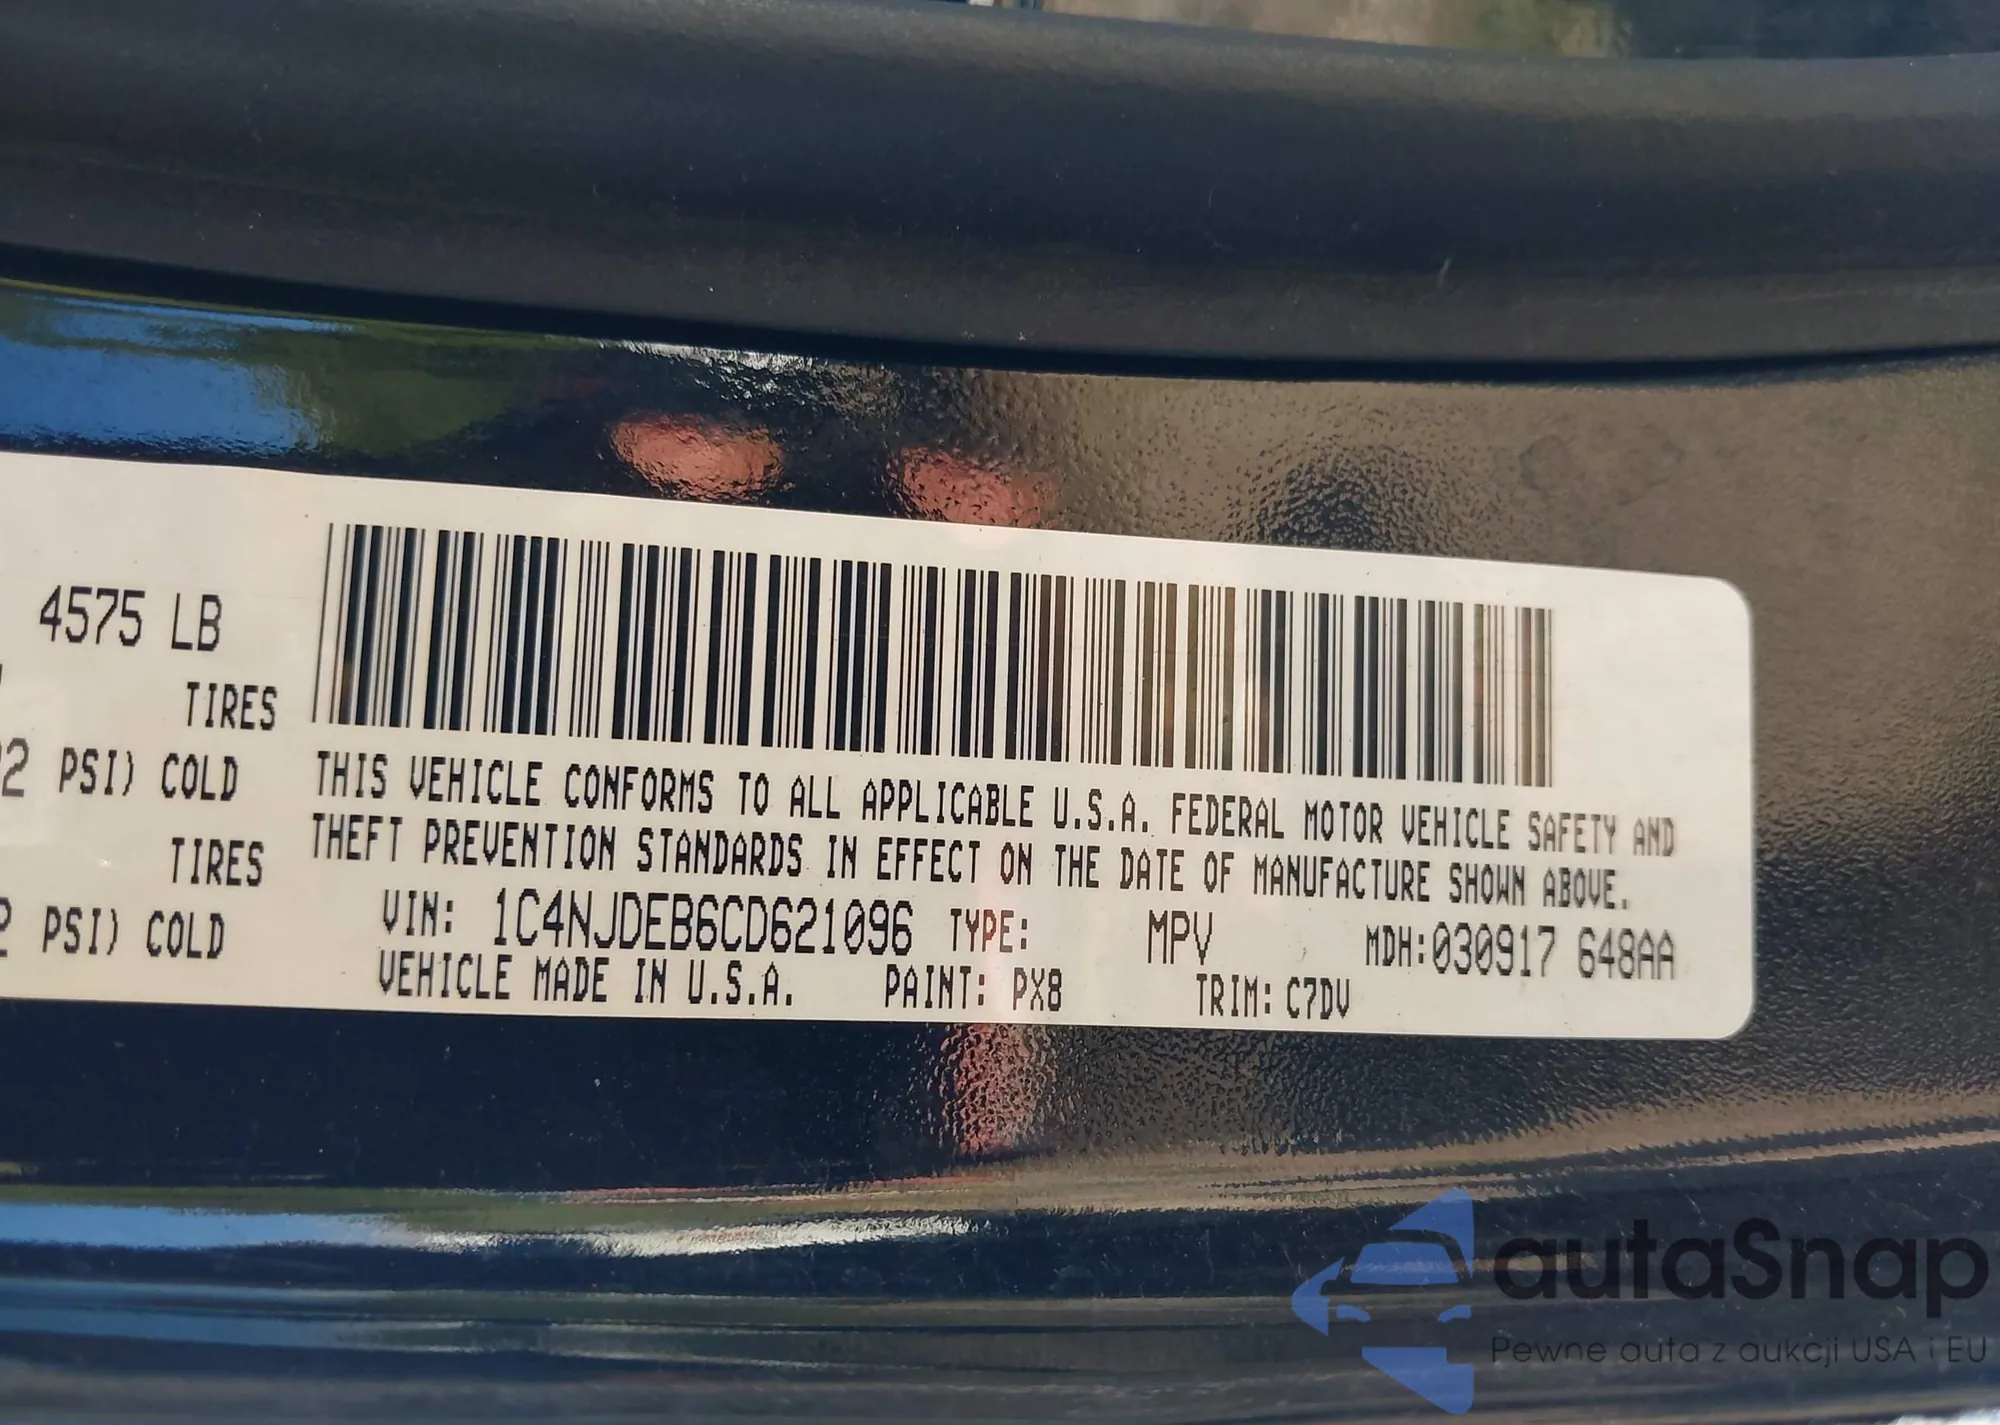 4575 LB
TIRES
2 PSI) COLD
TIRES
PSI) COLD
THIS VEHICLE CONFORMS TO ALL APPLICABLE U.S.A. FEDERAL MOTOR VEHICLE SAFETY AND
THEFT PREVENTION STANDARDS IN EFFECT ON THE DATE OF MANUFACTURE SHOWN ABOVE.
VIN: 1C4NJDEB6CD621096 TYPE: MPV MDH:030917 648AA
VEHICLE MADE IN U.S.A. PAINT: PX8 TRIM: C7DV
autaSnap
Pewne auta z aukcji USA i EU